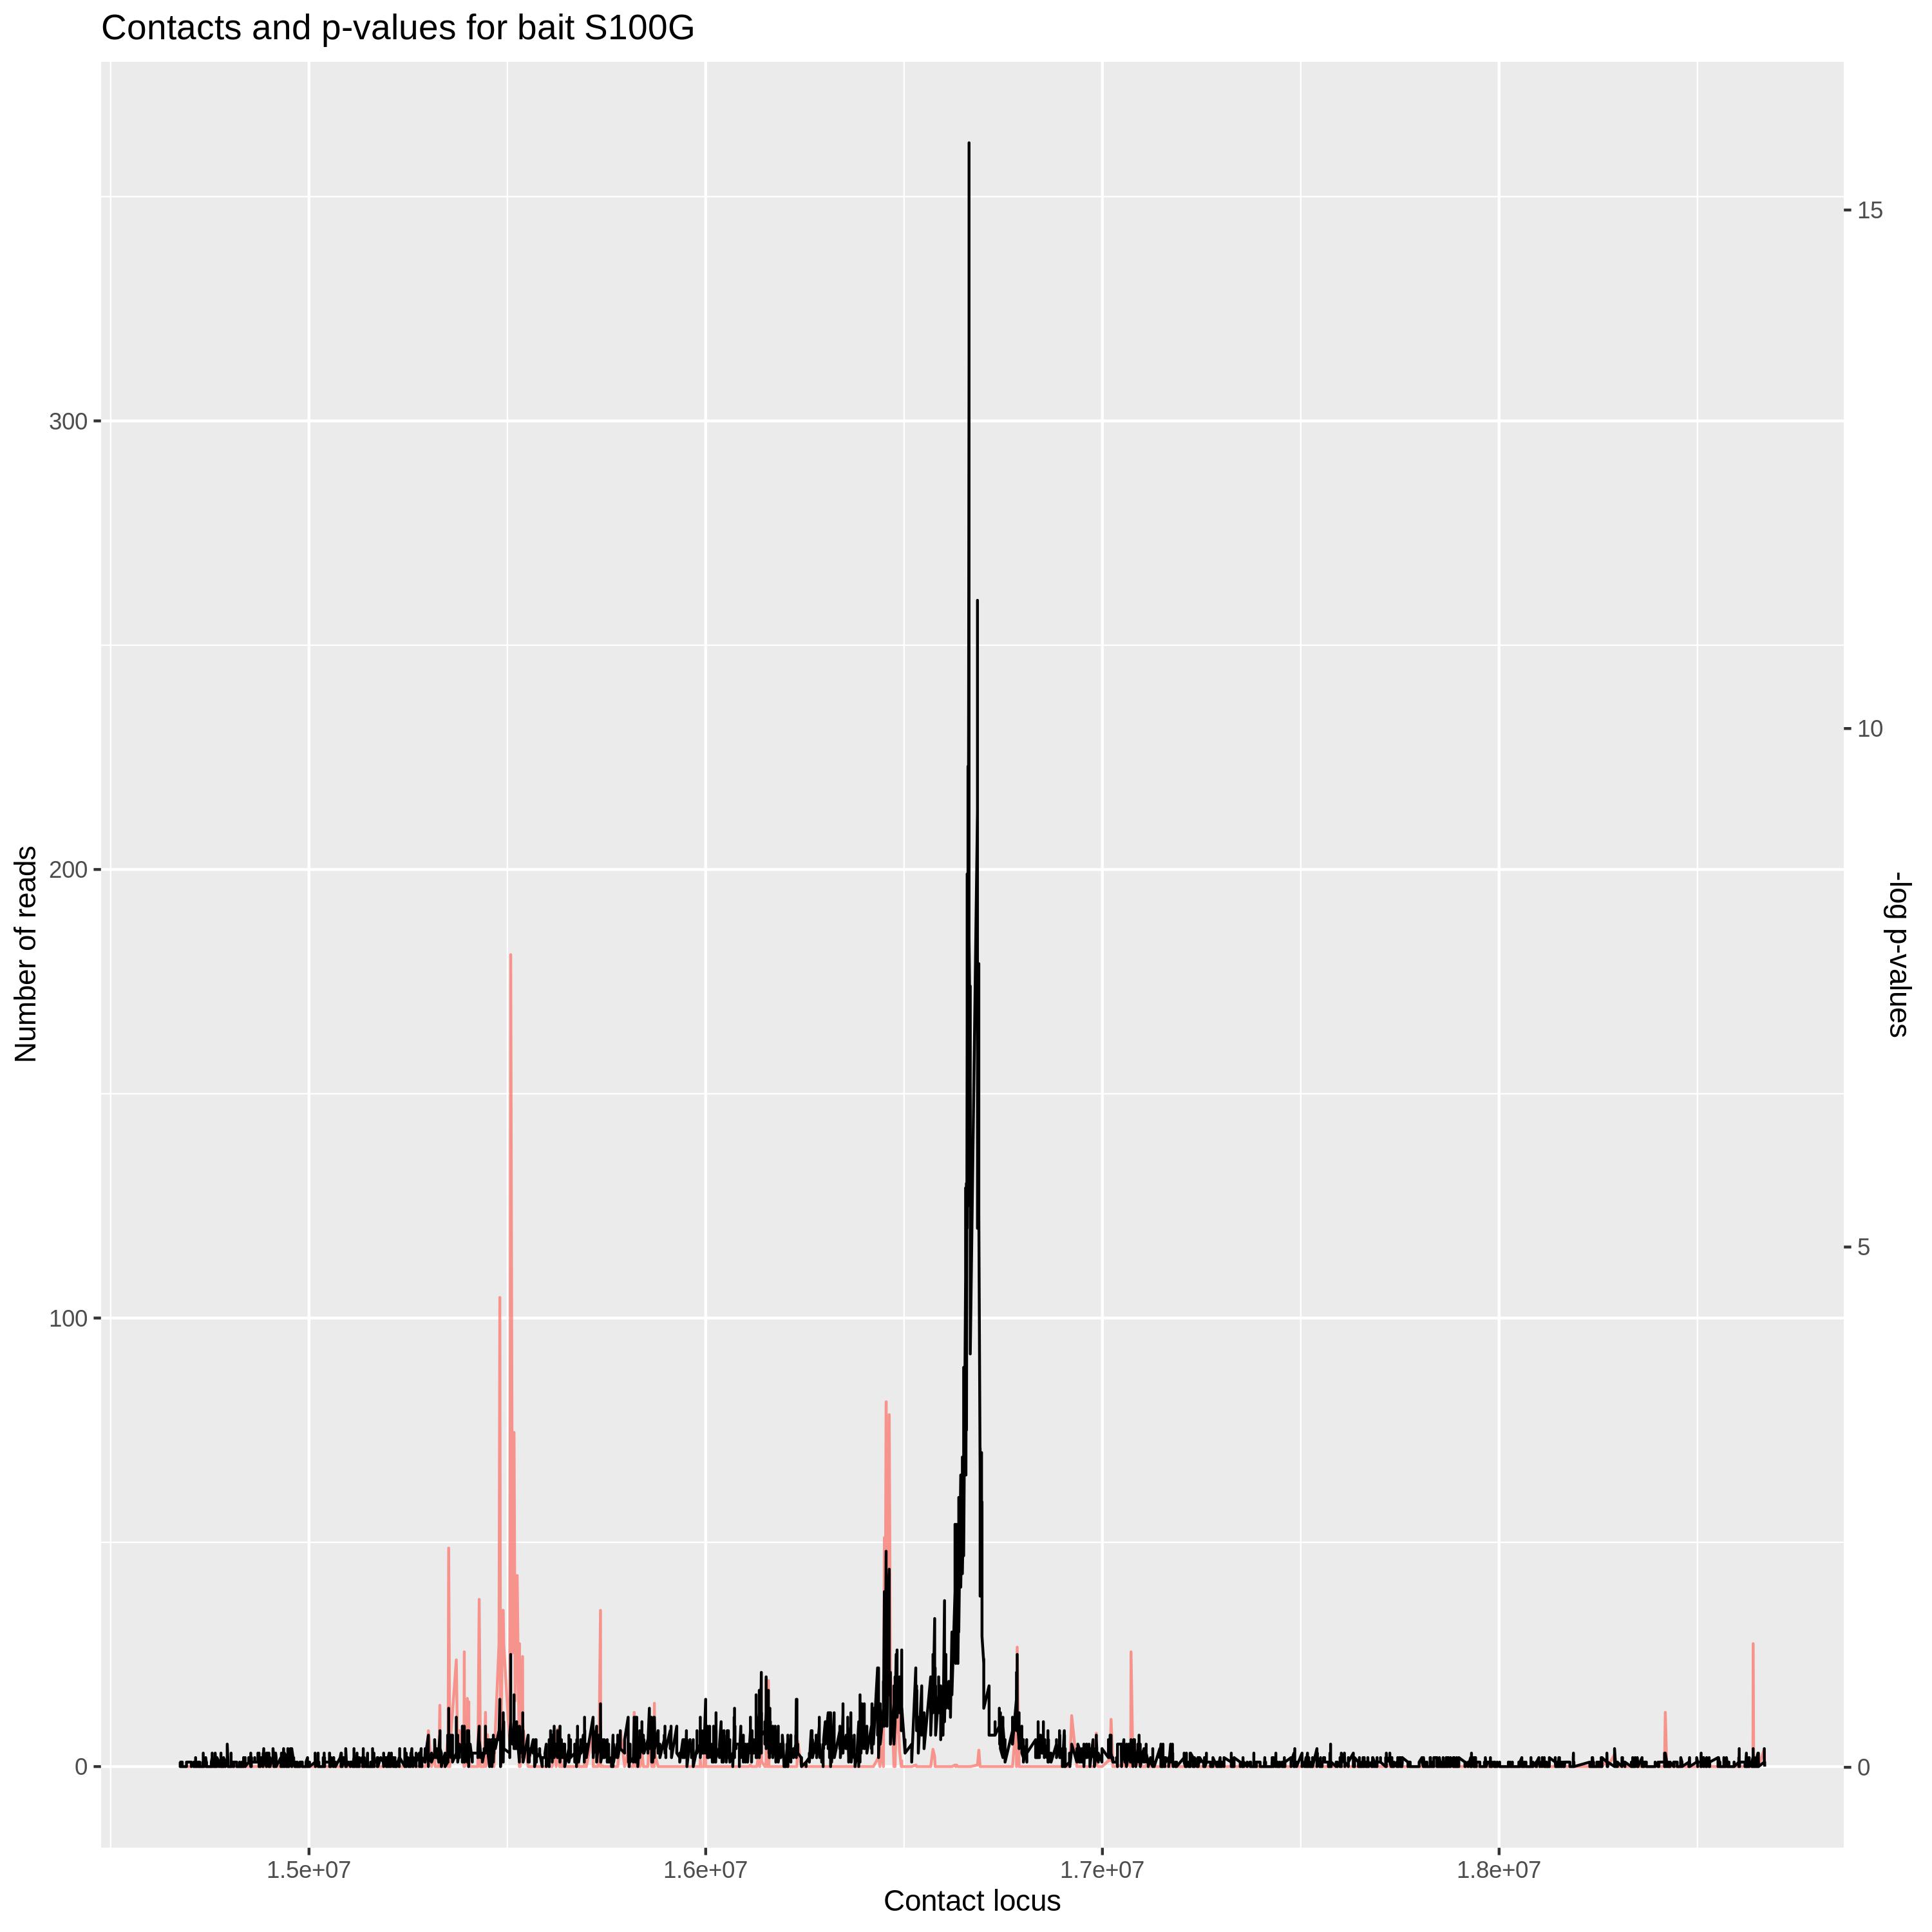 Contacts and p-values for bait S100G
Number of reads
300
200
100
0
15
10
5
0
-log p-values
1.5e+07
1.6e+07
1.7e+07
1.8e+07
Contact locus